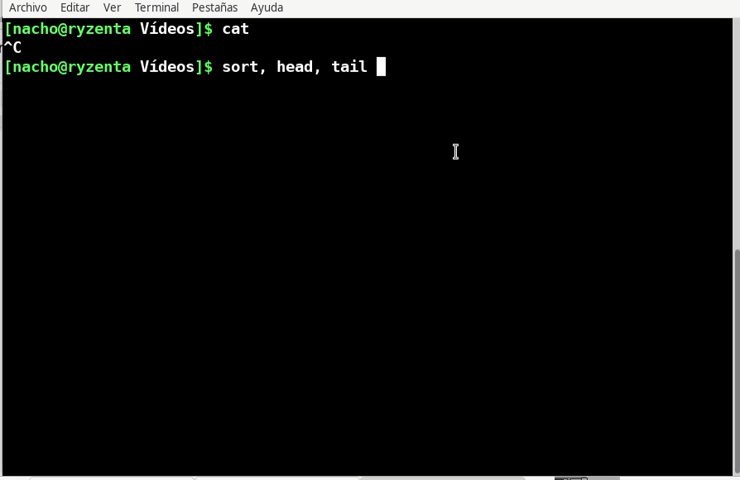 Archivo Editar Ver Terminal Pestañas Ayuda
[nacho@ryzenta Vídeos]$ cat
^C
[nacho@ryzenta Vídeos]$ sort, head, tail